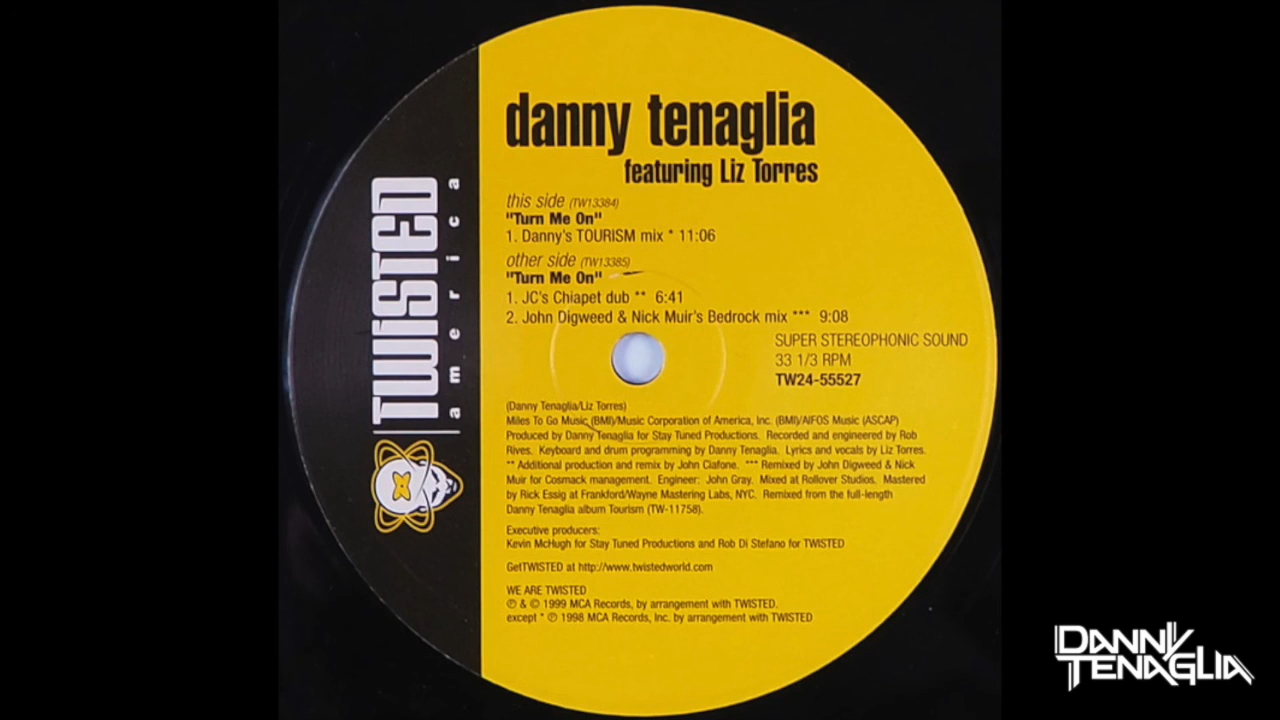 TWISTED
america
danny tenaglia
featuring Liz Torres
this side (TW13384)
"Turn Me On"
1. Danny's TOURISM mix * 11:06
other side (TW13385)
"Turn Me On"
1. JC's Chiapet dub ** 6:41
2. John Digweed & Nick Muir's Bedrock mix *** 9:08
SUPER STEREOPHONIC SOUND
33 1/3 RPM
TW24-55527
(Danny Tenaglia/Liz Torres)
Miles To Go Music (BMI)/Music Corporation of America, Inc. (BMI)/AIFOS Music (ASCAP)
Produced by Danny Tenaglia for Stay Tuned Productions. Recorded and engineered by Rob
Rives. Keyboard and drum programming by Danny Tenaglia. Lyrics and vocals by Liz Torres.
** Additional production and remix by John Ciafone. *** Remixed by John Digweed & Nick
Muir for Cosmack management. Engineer: John Gray. Mixed at Rollover Studios. Mastered
by Rick Essig at Frankford/Wayne Mastering Labs, NYC. Remixed from the full-length
Danny Tenaglia album Tourism (TW-11758).
Executive producers:
Kevin McHugh for Stay Tuned Productions and Rob Di Stefano for TWISTED
GetTWISTED at http://www.twistedworld.com
WE ARE TWISTED
℗ & © 1999 MCA Records, by arrangement with TWISTED.
except * ℗ 1998 MCA Records, Inc. by arrangement with TWISTED
DANNY
TENAGLIA